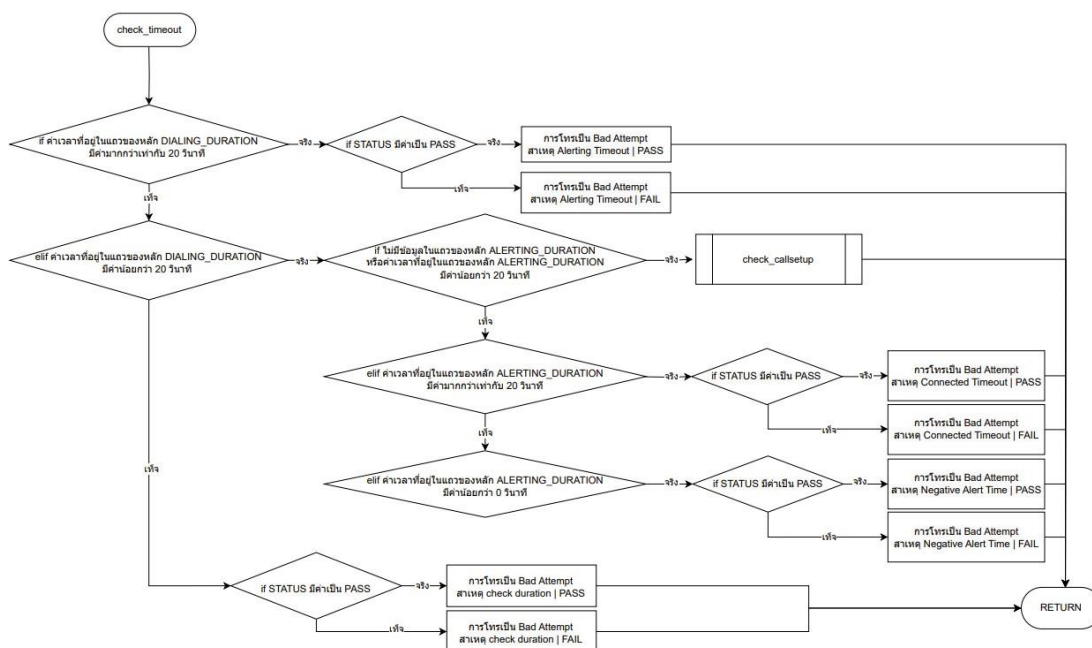 check_timeout
if ค่าเวลาที่อยู่ในแถวของหลัก DIALING_DURATION
มีค่ามากกว่าเท่ากับ 20 วินาที
จริง
if STATUS มีค่าเป็น PASS
จริง
การโทรเป็น Bad Attempt
สาเหตุ Alerting Timeout | PASS
เท็จ
การโทรเป็น Bad Attempt
สาเหตุ Alerting Timeout | FAIL
เท็จ
elif ค่าเวลาที่อยู่ในแถวของหลัก DIALING_DURATION
มีค่าน้อยกว่า 20 วินาที
จริง
if ไม่มีข้อมูลในแถวของหลัก ALERTING_DURATION
หรือค่าเวลาที่อยู่ในแถวของหลัก ALERTING_DURATION
มีค่าน้อยกว่า 20 วินาที
จริง
check_callsetup
เท็จ
elif ค่าเวลาที่อยู่ในแถวของหลัก ALERTING_DURATION
มีค่ามากกว่าเท่ากับ 20 วินาที
จริง
if STATUS มีค่าเป็น PASS
จริง
การโทรเป็น Bad Attempt
สาเหตุ Connected Timeout | PASS
เท็จ
การโทรเป็น Bad Attempt
สาเหตุ Connected Timeout | FAIL
เท็จ
elif ค่าเวลาที่อยู่ในแถวของหลัก ALERTING_DURATION
มีค่าน้อยกว่า 0 วินาที
จริง
if STATUS มีค่าเป็น PASS
จริง
การโทรเป็น Bad Attempt
สาเหตุ Negative Alert Time | PASS
เท็จ
การโทรเป็น Bad Attempt
สาเหตุ Negative Alert Time | FAIL
เท็จ
if STATUS มีค่าเป็น PASS
จริง
การโทรเป็น Bad Attempt
สาเหตุ check duration | PASS
เท็จ
การโทรเป็น Bad Attempt
สาเหตุ check duration | FAIL
RETURN